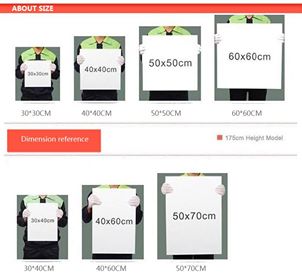 ABOUT SIZE
30x30cm
40x40cm
50x50cm
60x60cm
30*30CM
40*40CM
50*50CM
60*60CM
Dimension reference
175cm Height Model
30x40cm
40x60cm
50x70cm
30*40CM
40*60CM
50*70CM